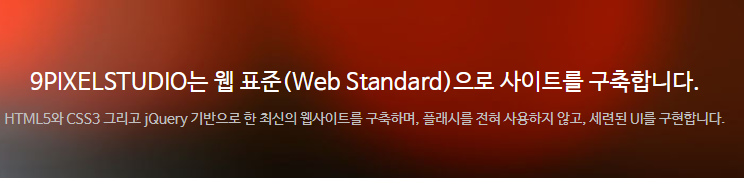 9PIXELSTUDIO는 웹 표준(Web Standard)으로 사이트를 구축합니다.
HTML5와 CSS3 그리고 jQuery 기반으로 한 최신의 웹사이트를 구축하며, 플래시를 전혀 사용하지 않고, 세련된 UI를 구현합니다.